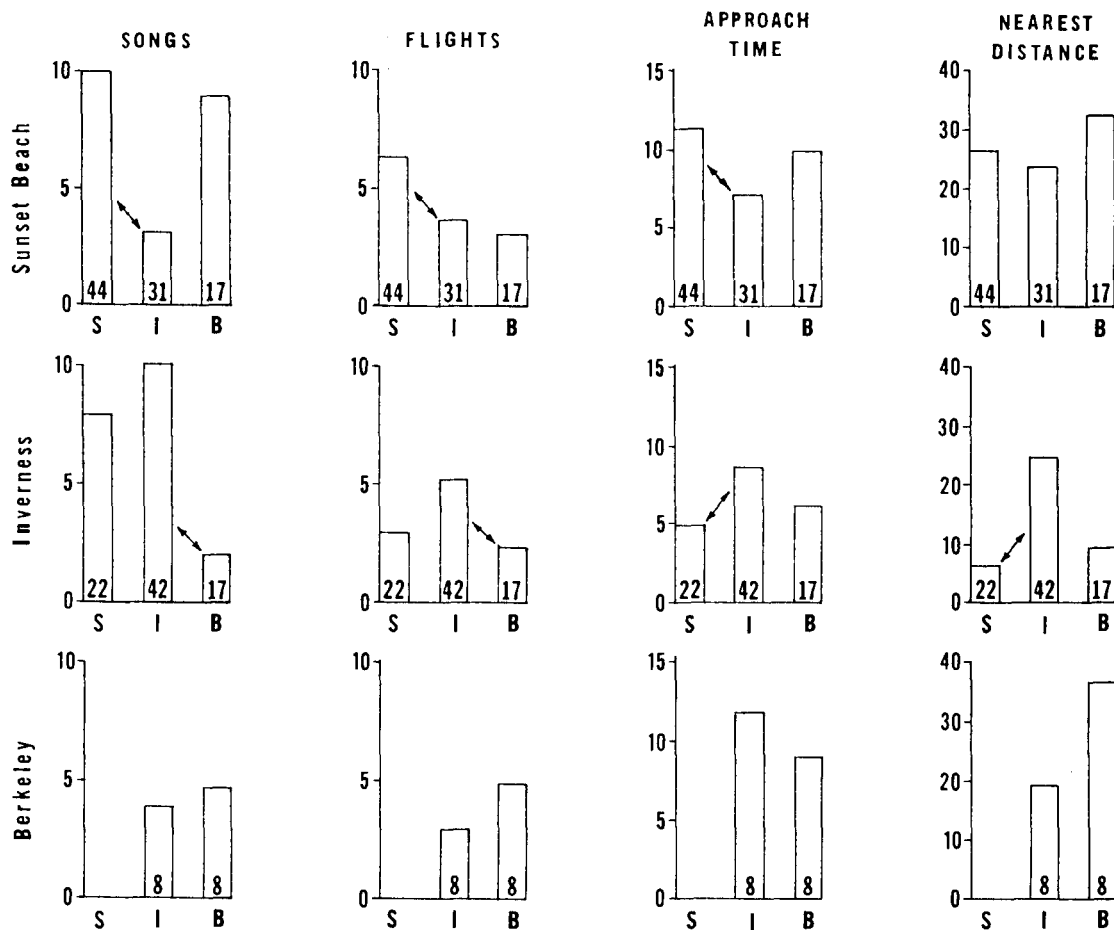 SONGS
FLIGHTS
APPROACH
TIME
NEAREST
DISTANCE
Sunset Beach
10
5
0
44 31 17
S I B
10
5
0
44 31 17
S I B
15
10
5
0
44 31 17
S I B
40
30
20
10
0
44 31 17
S I B
Inverness
10
5
0
22 42 17
S I B
10
5
0
22 42 17
S I B
15
10
5
0
22 42 17
S I B
40
30
20
10
0
22 42 17
S I B
Berkeley
10
5
0
8 8
S I B
10
5
0
8 8
S I B
15
10
5
0
8 8
S I B
40
30
20
10
0
8 8
S I B